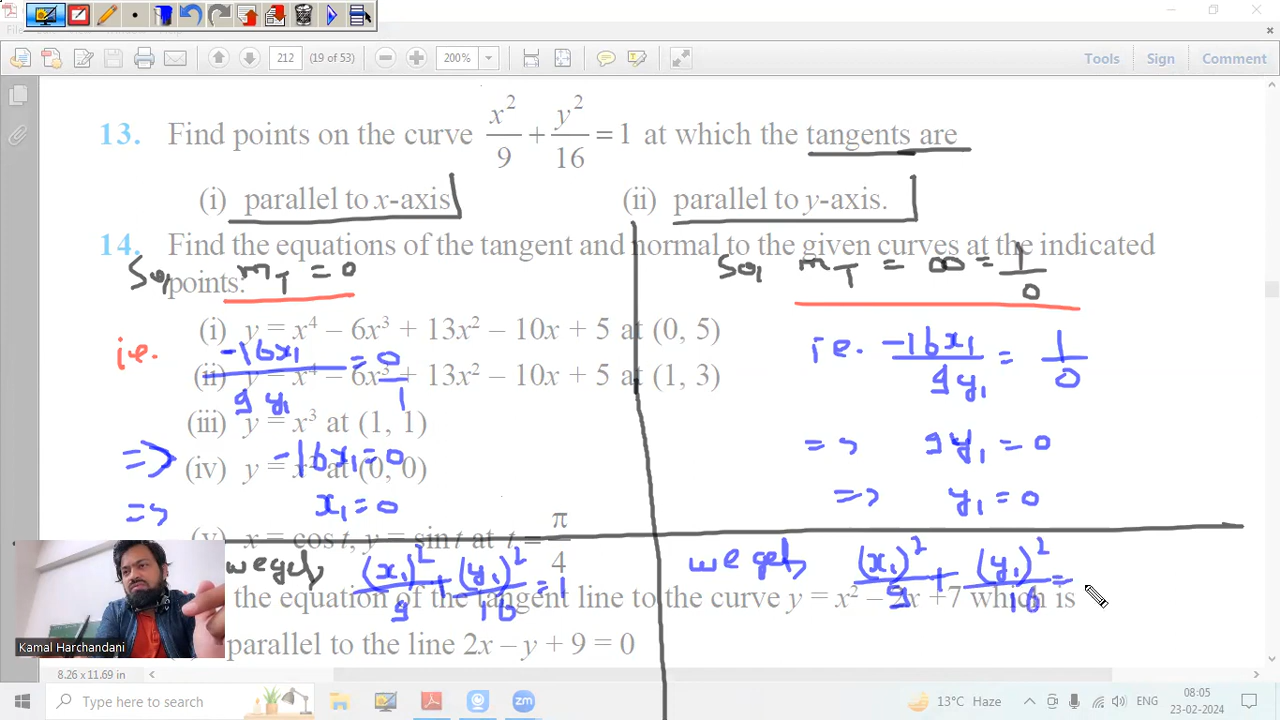 212 (19 of 53) 200% Tools Sign Comment
13. Find points on the curve x²/9 + y²/16 = 1 at which the tangents are
(i) parallel to x-axis (ii) parallel to y-axis.
14. Find the equations of the tangent and normal to the given curves at the indicated
points:
So, m_T = 0
So, m_T = ∞ = 1/0
(i) y = x⁴ – 6x³ + 13x² – 10x + 5 at (0, 5)
i.e. -16x₁/9y₁ = 0/1
i.e. -16x₁/9y₁ = 1/0
(ii) y = x⁴ – 6x³ + 13x² – 10x + 5 at (1, 3)
(iii) y = x³ at (1, 1)
=> -16x₁ = 0
=> 9y₁ = 0
(iv) y = x² at (0, 0)
=> x₁ = 0
=> y₁ = 0
(v) x = cos t, y = sin t at t = π/4
we get, (x₁)²/9 + (y₁)²/16 = 1
we get, (x₁)²/9 + (y₁)²/16 =
the equation of the tangent line to the curve y = x² – 2x +7 which is
parallel to the line 2x – y + 9 = 0
Kamal Harchandani
8.26 x 11.69 in
Type here to search
13°C Haze ENG 08:05
23-02-2024